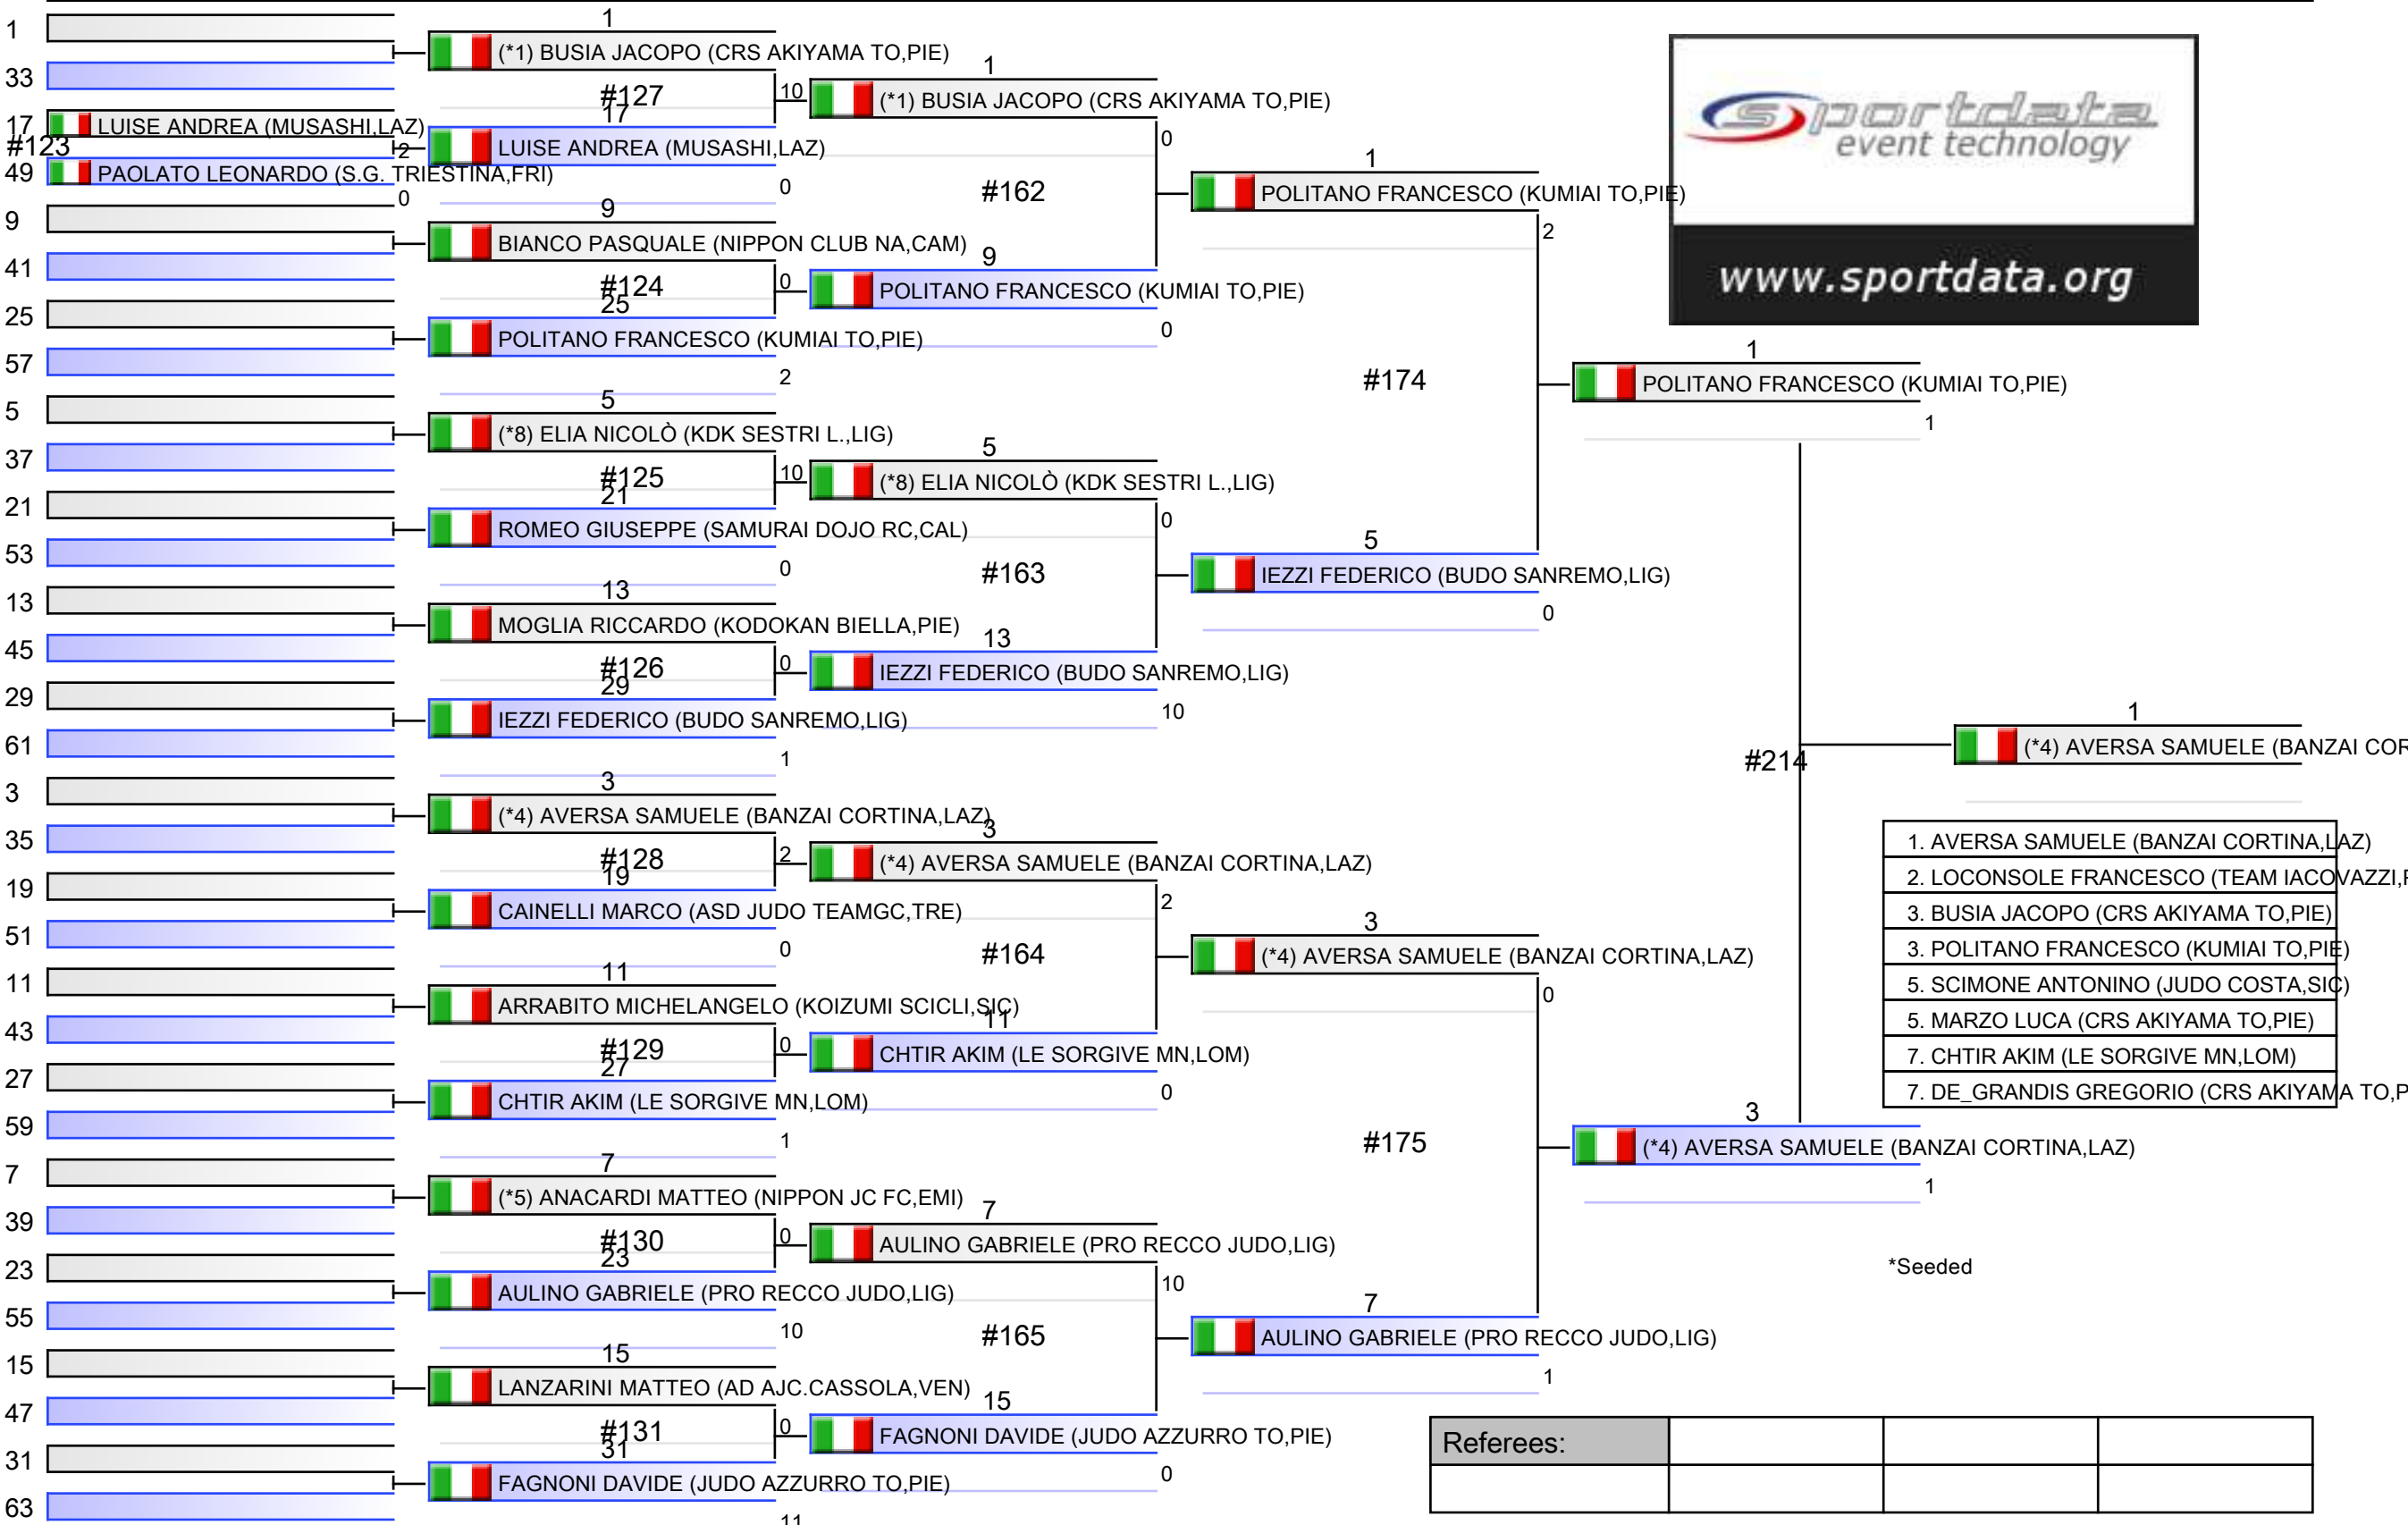 1
33
17 LUISE ANDREA (MUSASHI,LAZ)
#123
2
49 PAOLATO LEONARDO (S.G. TRIESTINA,FRI)
0
9
41
25
57
5
37
21
53
13
45
29
61
3
35
19
51
11
43
27
59
7
39
23
55
15
47
31
63
1
(*1) BUSIA JACOPO (CRS AKIYAMA TO,PIE)
#127
10
17
LUISE ANDREA (MUSASHI,LAZ)
0
9
BIANCO PASQUALE (NIPPON CLUB NA,CAM)
#124
0
25
POLITANO FRANCESCO (KUMIAI TO,PIE)
2
5
(*8) ELIA NICOLÒ (KDK SESTRI L.,LIG)
#125
10
21
ROMEO GIUSEPPE (SAMURAI DOJO RC,CAL)
0
13
MOGLIA RICCARDO (KODOKAN BIELLA,PIE)
#126
0
29
IEZZI FEDERICO (BUDO SANREMO,LIG)
1
3
(*4) AVERSA SAMUELE (BANZAI CORTINA,LAZ)
#128
2
19
CAINELLI MARCO (ASD JUDO TEAMGC,TRE)
0
11
ARRABITO MICHELANGELO (KOIZUMI SCICLI,SIC)
#129
0
27
CHTIR AKIM (LE SORGIVE MN,LOM)
1
7
(*5) ANACARDI MATTEO (NIPPON JC FC,EMI)
#130
0
23
AULINO GABRIELE (PRO RECCO JUDO,LIG)
10
15
LANZARINI MATTEO (AD AJC.CASSOLA,VEN)
#131
0
31
FAGNONI DAVIDE (JUDO AZZURRO TO,PIE)
11
1
(*1) BUSIA JACOPO (CRS AKIYAMA TO,PIE)
0
#162
9
POLITANO FRANCESCO (KUMIAI TO,PIE)
0
5
(*8) ELIA NICOLÒ (KDK SESTRI L.,LIG)
0
#163
13
IEZZI FEDERICO (BUDO SANREMO,LIG)
10
3
(*4) AVERSA SAMUELE (BANZAI CORTINA,LAZ)
2
#164
11
CHTIR AKIM (LE SORGIVE MN,LOM)
0
7
AULINO GABRIELE (PRO RECCO JUDO,LIG)
10
#165
15
FAGNONI DAVIDE (JUDO AZZURRO TO,PIE)
0
1
POLITANO FRANCESCO (KUMIAI TO,PIE)
2
#174
5
IEZZI FEDERICO (BUDO SANREMO,LIG)
0
3
(*4) AVERSA SAMUELE (BANZAI CORTINA,LAZ)
0
#175
7
AULINO GABRIELE (PRO RECCO JUDO,LIG)
1
sportdata
event technology
www.sportdata.org
1
POLITANO FRANCESCO (KUMIAI TO,PIE)
1
#214
3
(*4) AVERSA SAMUELE (BANZAI CORTINA,LAZ)
1
1
(*4) AVERSA SAMUELE (BANZAI COR
1. AVERSA SAMUELE (BANZAI CORTINA,LAZ)
2. LOCONSOLE FRANCESCO (TEAM IACOVAZZI,
3. BUSIA JACOPO (CRS AKIYAMA TO,PIE)
3. POLITANO FRANCESCO (KUMIAI TO,PIE)
5. SCIMONE ANTONINO (JUDO COSTA,SIC)
5. MARZO LUCA (CRS AKIYAMA TO,PIE)
7. CHTIR AKIM (LE SORGIVE MN,LOM)
7. DE_GRANDIS GREGORIO (CRS AKIYAMA TO,P
*Seeded
Referees: